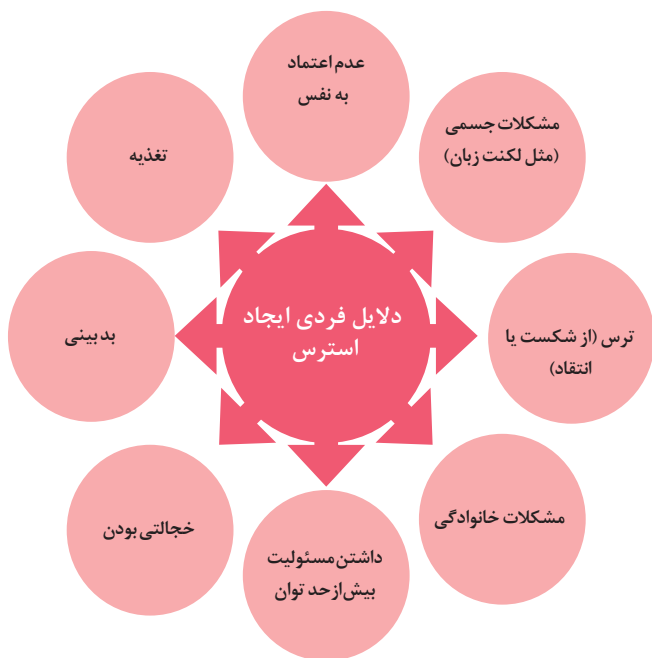 دلایل فردی ایجاد
استرس
عدم اعتماد
به نفس
مشکلات جسمی
(مثل لکنت زبان)
ترس (از شکست یا
انتقاد)
مشکلات خانوادگی
داشتن مسئولیت
بیش از حد توان
خجالتی بودن
بدبینی
تغذیه